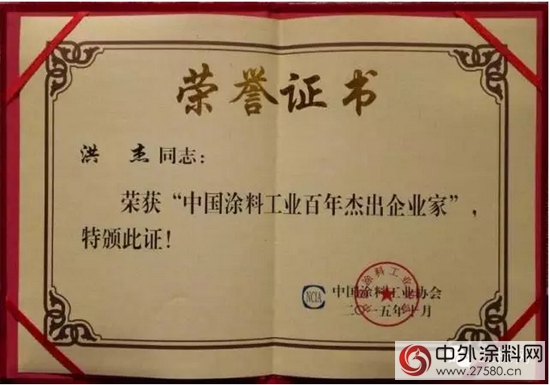 荣誉证书
洪 杰 同志：
荣获“中国涂料工业百年杰出企业家”，
特颁此证！
NCIA 中国涂料工业协会
二〇一五年十月
中外涂料网
www.27580.cn